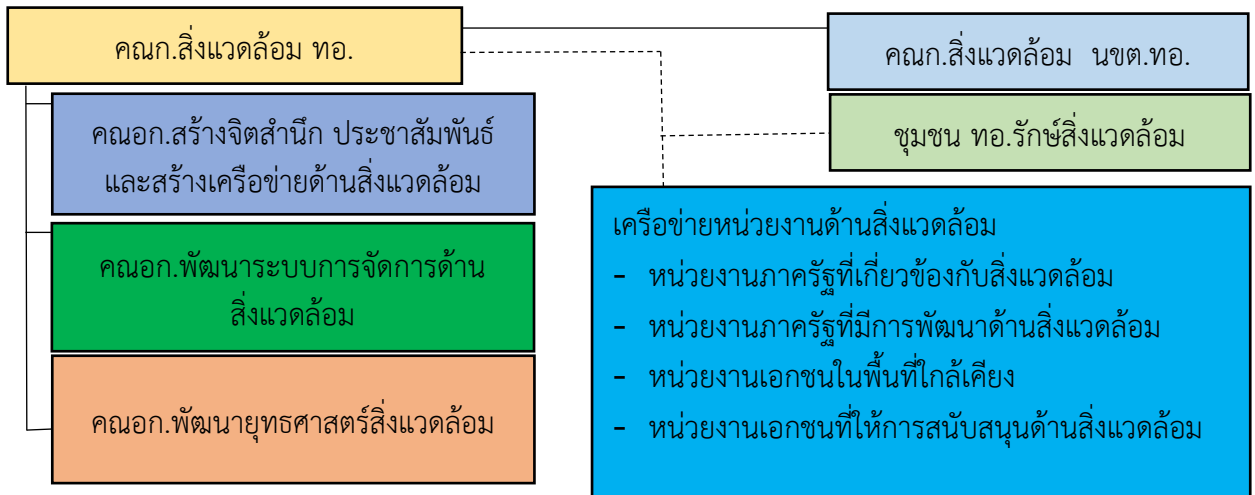 คณก.สิ่งแวดล้อม ทอ.
คณก.สิ่งแวดล้อม นขต.ทอ.
คณอก.สร้างจิตสำนึก ประชาสัมพันธ์
และสร้างเครือข่ายด้านสิ่งแวดล้อม
ชุมชน ทอ.รักษ์สิ่งแวดล้อม
คณอก.พัฒนาระบบการจัดการด้าน
สิ่งแวดล้อม
คณอก.พัฒนายุทธศาสตร์สิ่งแวดล้อม
เครือข่ายหน่วยงานด้านสิ่งแวดล้อม
- หน่วยงานภาครัฐที่เกี่ยวข้องกับสิ่งแวดล้อม
- หน่วยงานภาครัฐที่มีการพัฒนาด้านสิ่งแวดล้อม
- หน่วยงานเอกชนในพื้นที่ใกล้เคียง
- หน่วยงานเอกชนที่ให้การสนับสนุนด้านสิ่งแวดล้อม